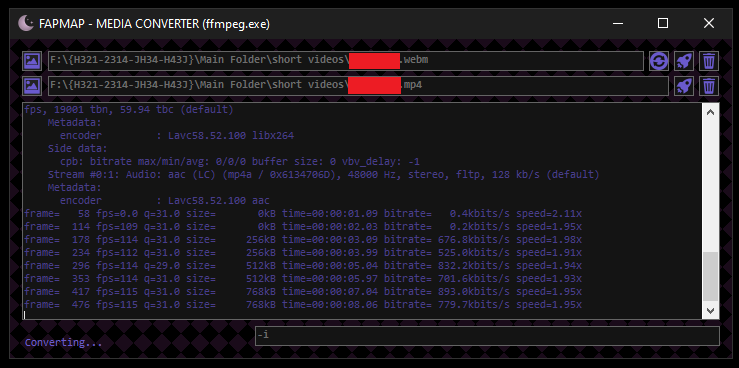 FAPMAP - MEDIA CONVERTER (ffmpeg.exe)
F:\{H321-2314-JH34-H43J}\Main Folder\short videos\ .webm
F:\{H321-2314-JH34-H43J}\Main Folder\short videos\ .mp4
fps, 19001 tbn, 59.94 tbc (default)
Metadata:
encoder : Lavc58.52.100 libx264
Side data:
cpb: bitrate max/min/avg: 0/0/0 buffer size: 0 vbv_delay: -1
Stream #0:1: Audio: aac (LC) (mp4a / 0x6134706D), 48000 Hz, stereo, fltp, 128 kb/s (default)
Metadata:
encoder : Lavc58.52.100 aac
frame= 58 fps=0.0 q=31.0 size= 0kB time=00:00:01.09 bitrate= 0.4kbits/s speed=2.11x
frame= 114 fps=109 q=31.0 size= 0kB time=00:00:02.03 bitrate= 0.2kbits/s speed=1.95x
frame= 178 fps=114 q=31.0 size= 256kB time=00:00:03.09 bitrate= 676.8kbits/s speed=1.98x
frame= 234 fps=112 q=31.0 size= 256kB time=00:00:03.99 bitrate= 525.0kbits/s speed=1.91x
frame= 296 fps=114 q=29.0 size= 512kB time=00:00:05.04 bitrate= 832.2kbits/s speed=1.94x
frame= 353 fps=114 q=31.0 size= 512kB time=00:00:05.97 bitrate= 701.6kbits/s speed=1.93x
frame= 417 fps=115 q=31.0 size= 768kB time=00:00:07.04 bitrate= 893.0kbits/s speed=1.95x
frame= 476 fps=115 q=31.0 size= 768kB time=00:00:08.06 bitrate= 779.7kbits/s speed=1.95x
Converting...
-i